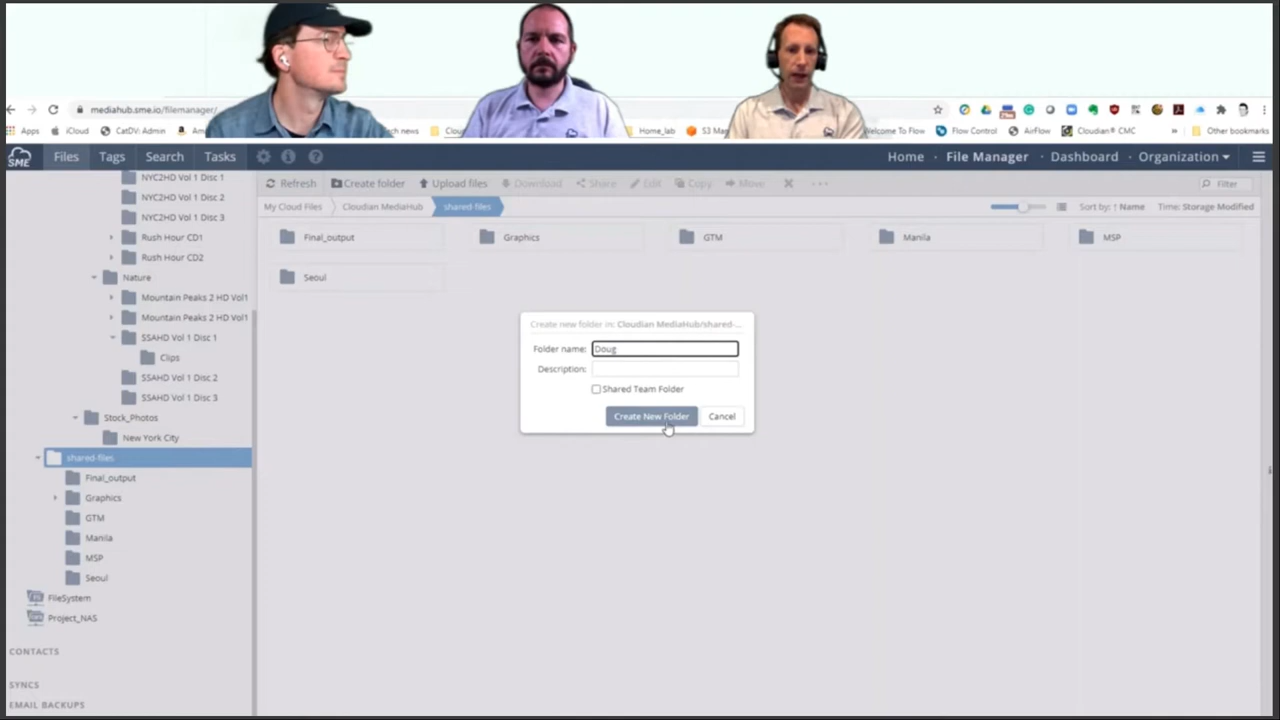 mediahub.sme.io/filemanager/
Apps iCloud CatDV: Admin Tech news Home_lab Welcome To Flow Flow Control AirFlow Cloudian® CMC » Other bookmarks
SME Files Tags Search Tasks Home · File Manager · Dashboard · Organization
Refresh Create folder Upload files Download Share Edit Copy Move Filter
My Cloud Files Cloudian MediaHub shared-files Sort by: ↑ Name Time: Storage Modified
NYC2HD Vol 1 Disc 1
NYC2HD Vol 1 Disc 2
NYC2HD Vol 1 Disc 3
Rush Hour CD1
Rush Hour CD2
Nature
Mountain Peaks 2 HD Vol1
Mountain Peaks 2 HD Vol1
SSAHD Vol 1 Disc 1
Clips
SSAHD Vol 1 Disc 2
SSAHD Vol 1 Disc 3
Stock_Photos
New York City
shared-files
Final_output
Graphics
GTM
Manila
MSP
Seoul
FileSystem
Project_NAS
CONTACTS
SYNCS
EMAIL BACKUPS
Final_output Graphics GTM Manila MSP
Seoul
Create new folder in: Cloudian MediaHub/shared-...
Folder name: Doug
Description:
Shared Team Folder
Create New Folder Cancel